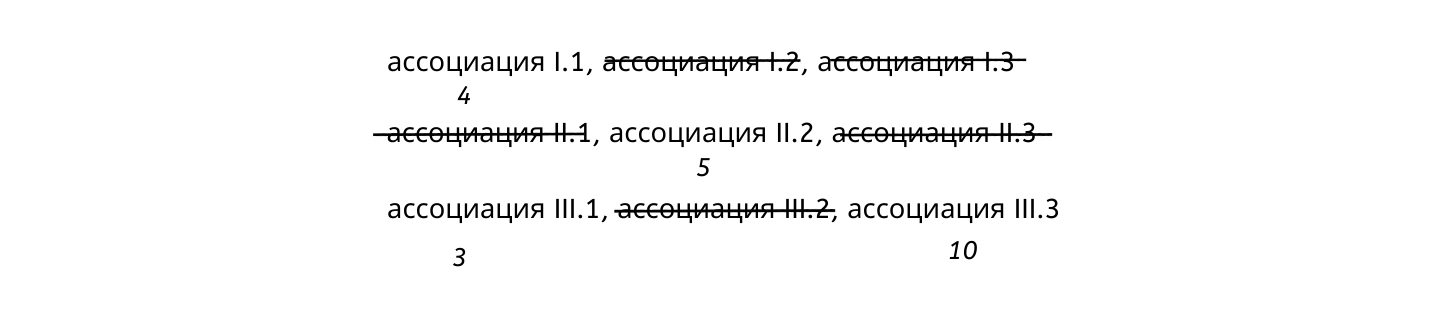 ассоциация I.1, ассоциация I.2, ассоциация I.3
4
ассоциация II.1, ассоциация II.2, ассоциация II.3
5
ассоциация III.1, ассоциация III.2, ассоциация III.3
3 10